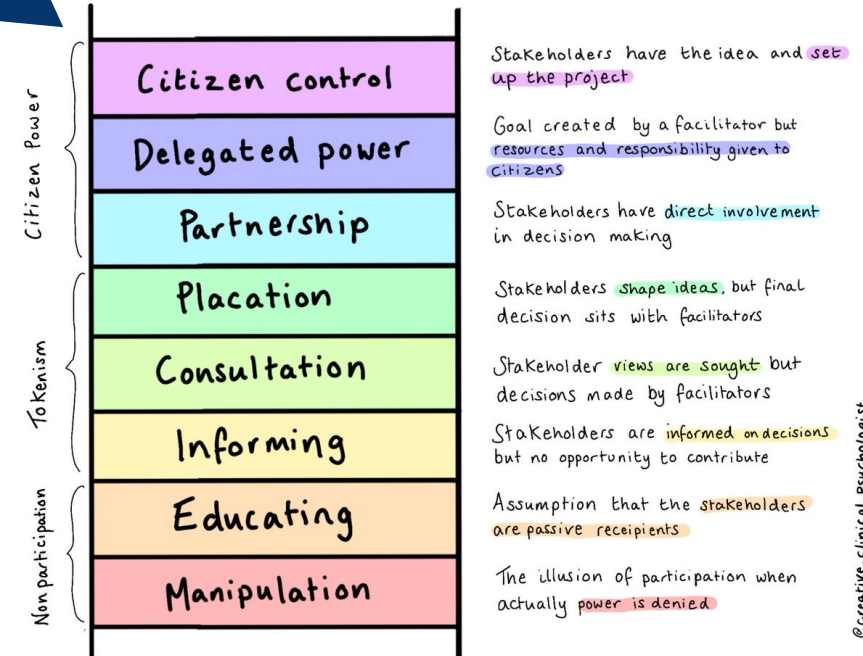 Citizen Power
Citizen control
Stakeholders have the idea and set
up the project
Delegated power
Goal created by a facilitator but
resources and responsibility given to
Citizens
Partnership
Stakeholders have direct involvement
in decision making
Tokenism
Placation
Stakeholders shape ideas, but final
decision sits with facilitators
Consultation
Stakeholder views are sought but
decisions made by facilitators
Informing
Stakeholders are informed on decisions
but no opportunity to contribute
Nonparticipation
Educating
Assumption that the stakeholders
are passive receipients
Manipulation
The illusion of participation when
actually power is denied
@creative.clinical.psychologist